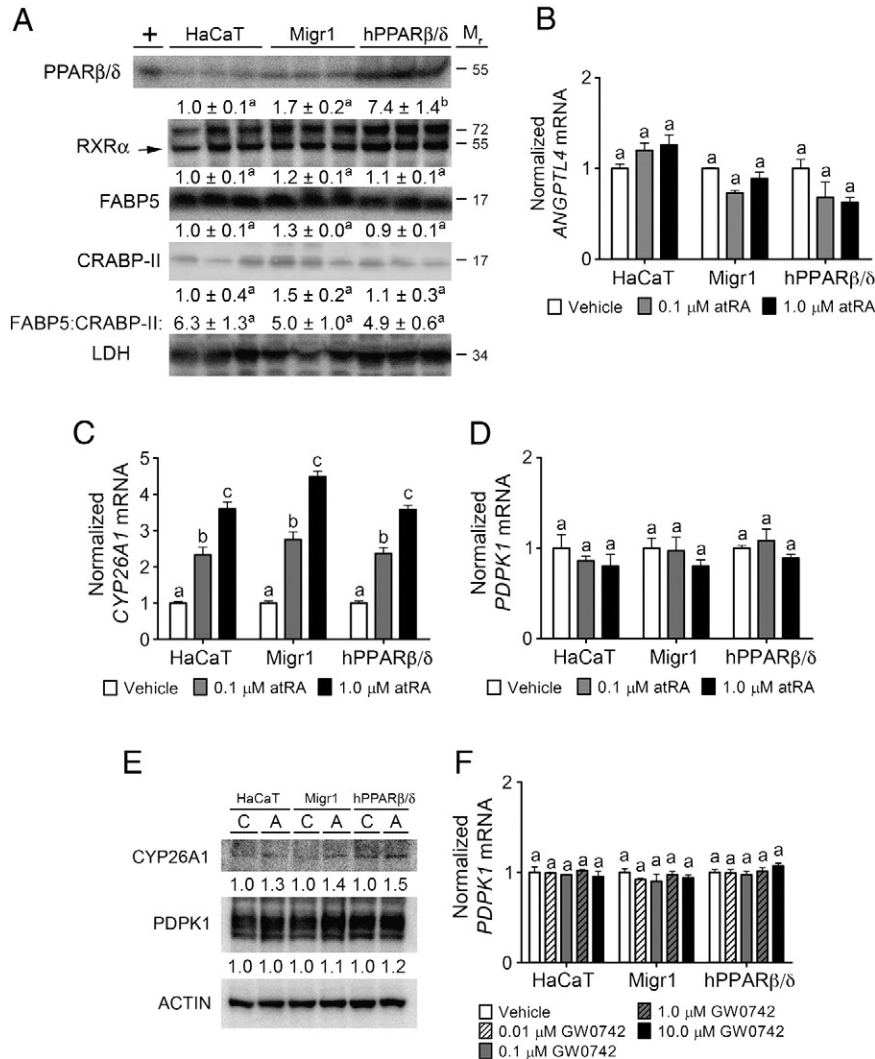 A
+ HaCaT Migr1 hPPARβ/δ Mr
PPARβ/δ 55
1.0 ± 0.1a 1.7 ± 0.2a 7.4 ± 1.4b
72
RXRα 55
1.0 ± 0.1a 1.2 ± 0.1a 1.1 ± 0.1a
FABP5 17
1.0 ± 0.1a 1.3 ± 0.0a 0.9 ± 0.1a
CRABP-II 17
1.0 ± 0.4a 1.5 ± 0.2a 1.1 ± 0.3a
FABP5:CRABP-II: 6.3 ± 1.3a 5.0 ± 1.0a 4.9 ± 0.6a
LDH 34
B
Normalized
ANGPTL4 mRNA
2
1
0
a a a a a a a a a
HaCaT Migr1 hPPARβ/δ
Vehicle 0.1 μM atRA 1.0 μM atRA
C
Normalized
CYP26A1 mRNA
5
4
3
2
1
0
a b c a b c a b c
HaCaT Migr1 hPPARβ/δ
Vehicle 0.1 μM atRA 1.0 μM atRA
D
Normalized
PDPK1 mRNA
2
1
0
a a a a a a a a a
HaCaT Migr1 hPPARβ/δ
Vehicle 0.1 μM atRA 1.0 μM atRA
E
HaCaT Migr1 hPPARβ/δ
C A C A C A
CYP26A1
1.0 1.3 1.0 1.4 1.0 1.5
PDPK1
1.0 1.0 1.0 1.1 1.0 1.2
ACTIN
F
Normalized
PDPK1 mRNA
2
1
0
a a a a a a a a a a a a a a a
HaCaT Migr1 hPPARβ/δ
Vehicle 1.0 μM GW0742
0.01 μM GW0742 10.0 μM GW0742
0.1 μM GW0742